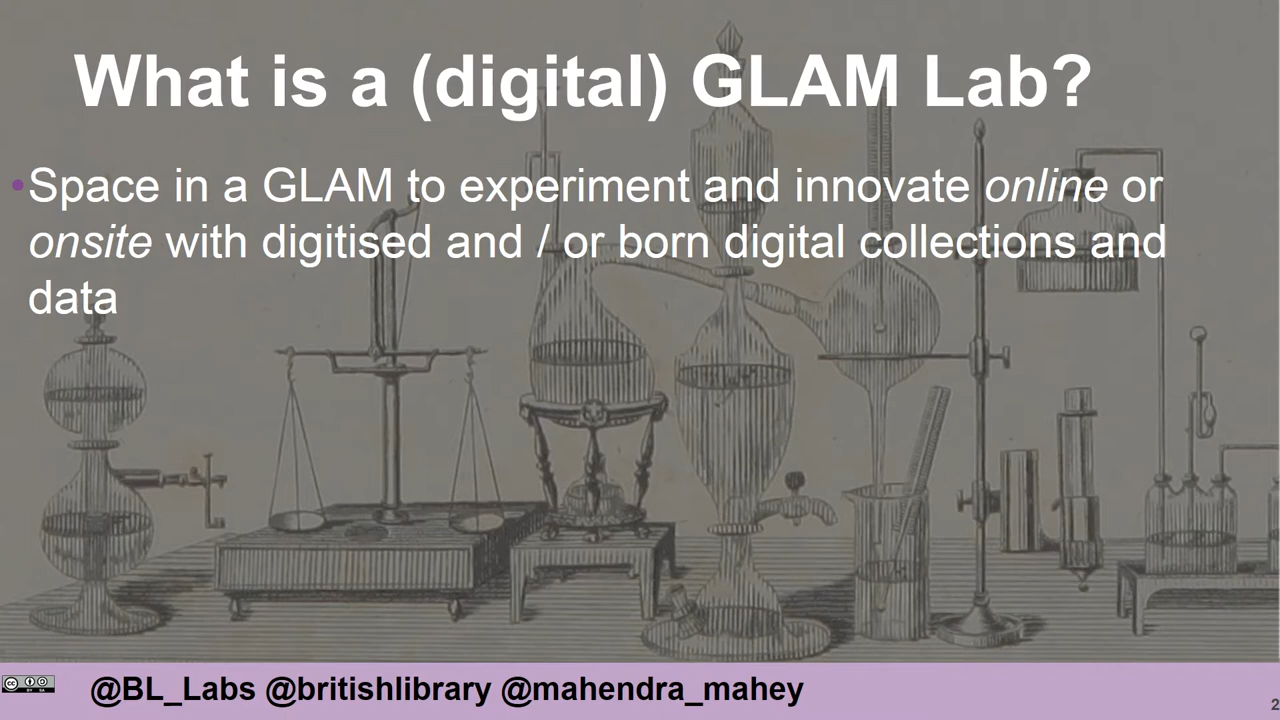 What is a (digital) GLAM Lab?
•Space in a GLAM to experiment and innovate online or
onsite with digitised and / or born digital collections and
data
@BL_Labs @britishlibrary @mahendra_mahey
2